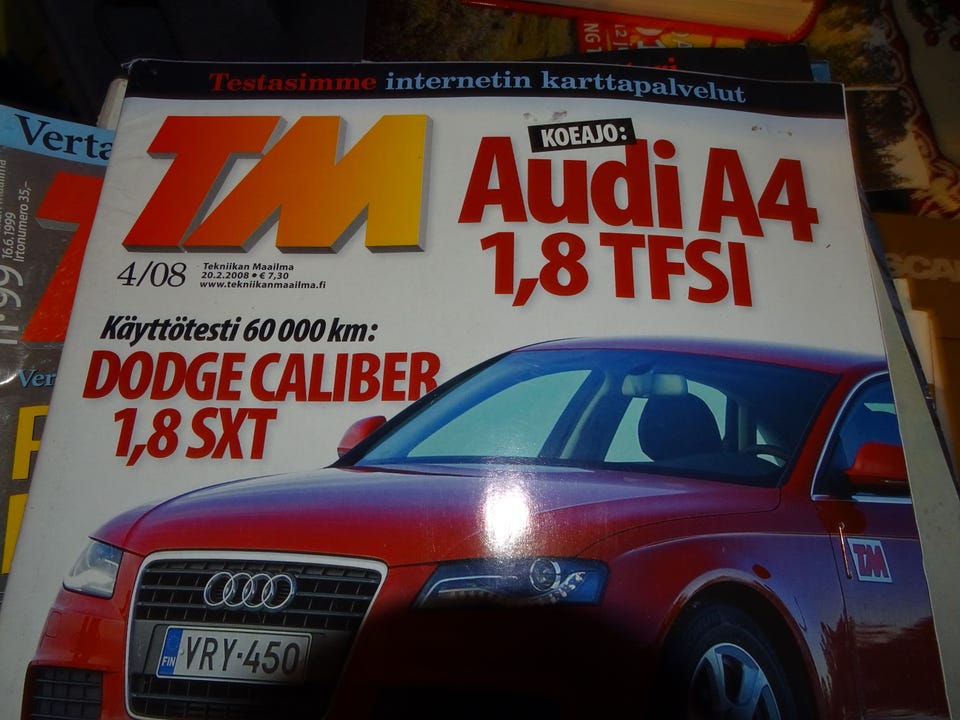 Testasimme internetin karttapalvelut
TM
KOEAJO:
Audi A4
1,8 TFSI
4/08
Tekniikan Maailma
20.2.2008 • € 7,30
www.tekniikanmaailma.fi
Käyttötesti 60 000 km:
DODGE CALIBER
1,8 SXT
TM
FIN
VRY-450
Verta
16.6.1999
Irtonumero 35,-
Ver